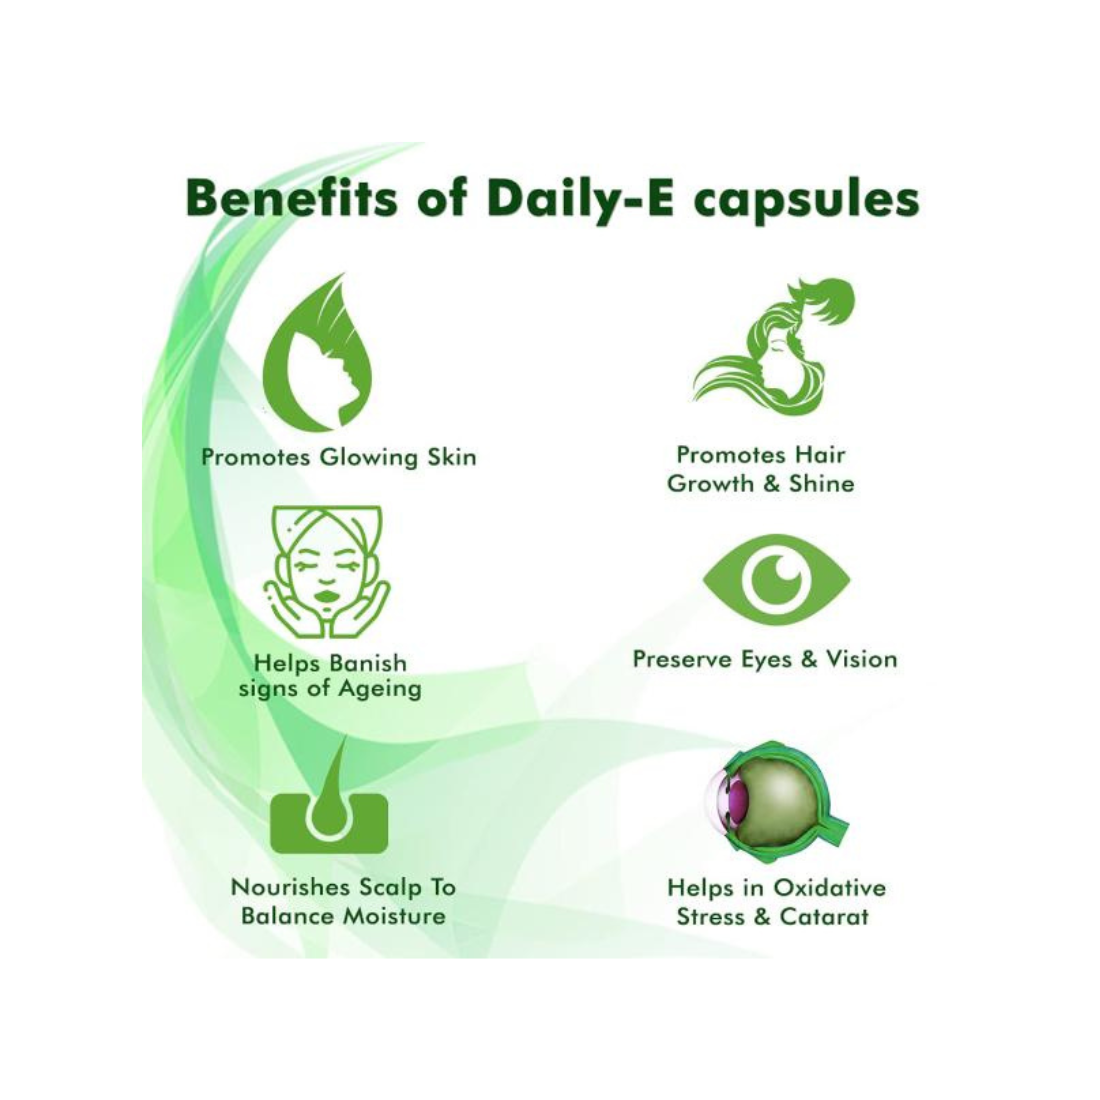 Benefits of Daily-E capsules
Promotes Glowing Skin
Promotes Hair
Growth & Shine
Helps Banish
signs of Ageing
Preserve Eyes & Vision
Nourishes Scalp To
Balance Moisture
Helps in Oxidative
Stress & Catarat